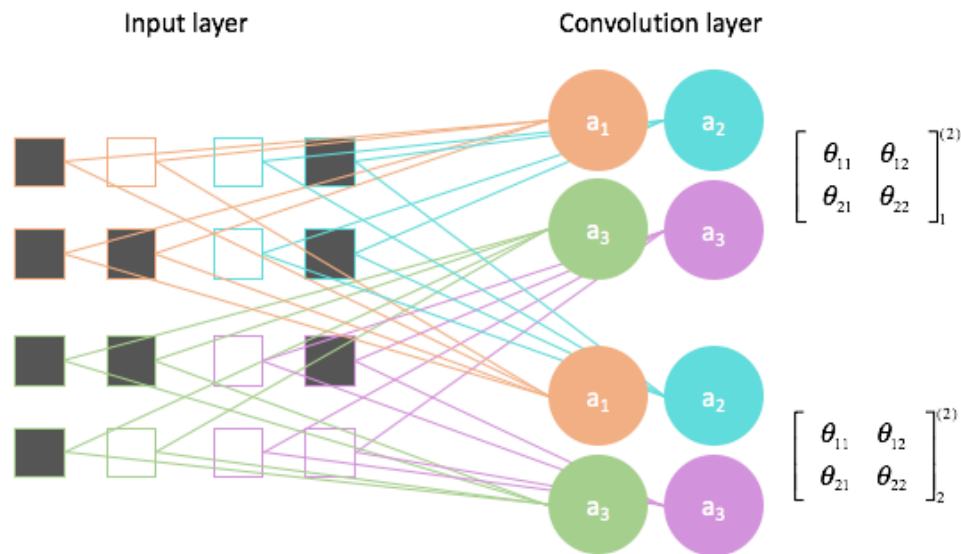 Input layer
Convolution layer
a₁ a₂
a₃ a₃
[ θ₁₁ θ₁₂
θ₂₁ θ₂₂ ]₁⁽²⁾
a₁ a₂
a₃ a₃
[ θ₁₁ θ₁₂
θ₂₁ θ₂₂ ]₂⁽²⁾